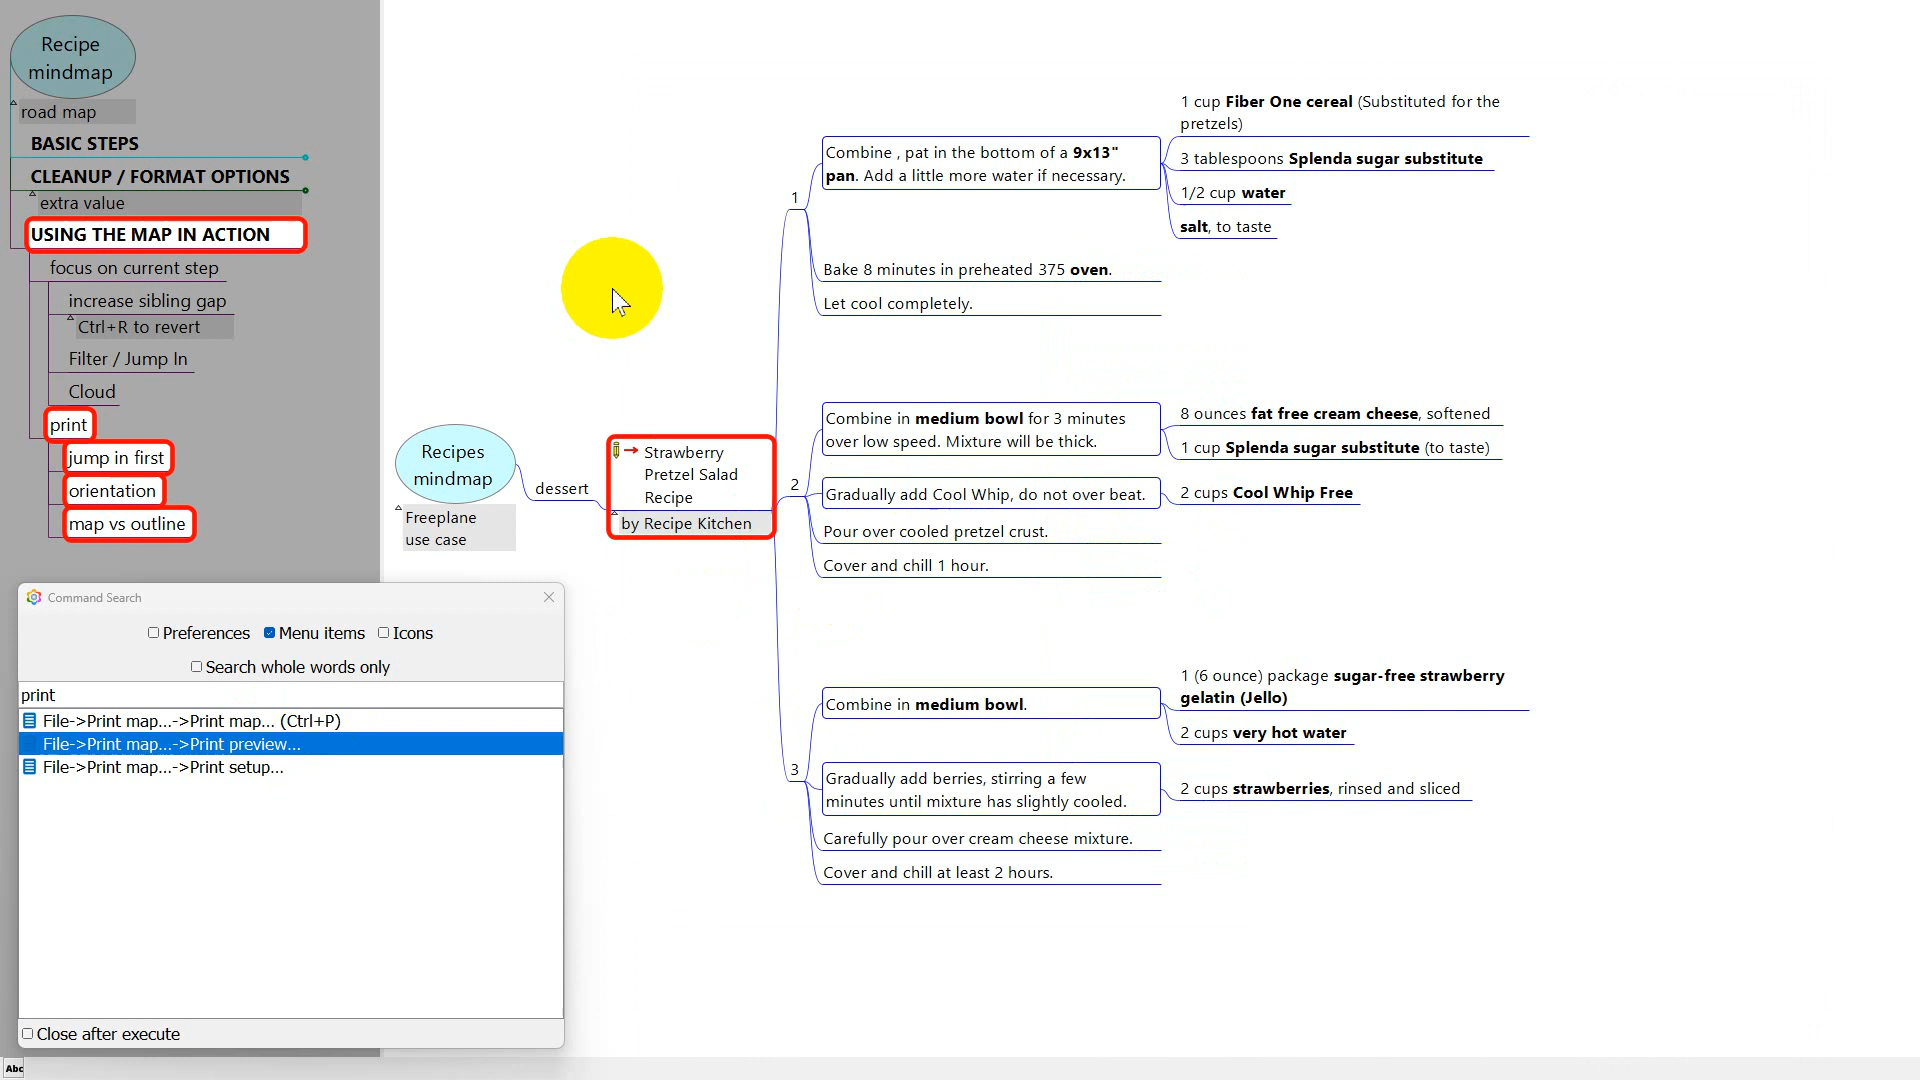 Recipe
mindmap
road map
BASIC STEPS
CLEANUP / FORMAT OPTIONS
extra value
USING THE MAP IN ACTION
focus on current step
increase sibling gap
Ctrl+R to revert
Filter / Jump In
Cloud
print
jump in first
orientation
map vs outline
Command Search
Preferences
Menu items
Icons
Search whole words only
print
File->Print map...->Print map... (Ctrl+P)
File->Print map...->Print preview...
File->Print map...->Print setup...
Close after execute
Abc
Recipes
mindmap
Freeplane
use case
dessert
Strawberry
Pretzel Salad
Recipe
by Recipe Kitchen
1
Combine , pat in the bottom of a 9x13"
pan. Add a little more water if necessary.
1 cup Fiber One cereal (Substituted for the
pretzels)
3 tablespoons Splenda sugar substitute
1/2 cup water
salt, to taste
Bake 8 minutes in preheated 375 oven.
Let cool completely.
2
Combine in medium bowl for 3 minutes
over low speed. Mixture will be thick.
8 ounces fat free cream cheese, softened
1 cup Splenda sugar substitute (to taste)
Gradually add Cool Whip, do not over beat.
2 cups Cool Whip Free
Pour over cooled pretzel crust.
Cover and chill 1 hour.
3
Combine in medium bowl.
1 (6 ounce) package sugar-free strawberry
gelatin (Jello)
2 cups very hot water
Gradually add berries, stirring a few
minutes until mixture has slightly cooled.
2 cups strawberries, rinsed and sliced
Carefully pour over cream cheese mixture.
Cover and chill at least 2 hours.